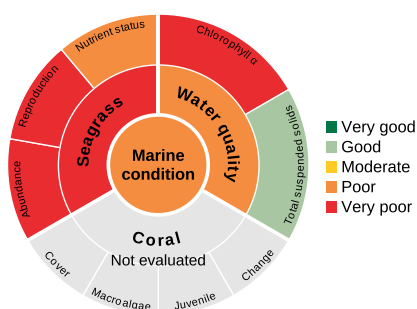 Nutrient status
Chlorophyll α
Reproduction
Seagrass
Water quality
Abundance
Total suspended solids
Marine
condition
Coral
Not evaluated
Cover
Macroalgae
Juvenile
Change
Very good
Good
Moderate
Poor
Very poor